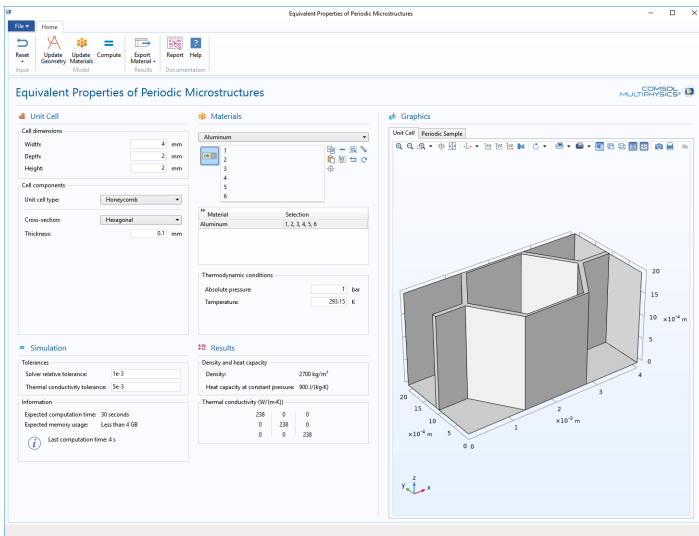 Equivalent Properties of Periodic Microstructures
File Home
Reset Update Geometry Update Materials Compute Export Material Report Help
Input Model Results Documentation
Equivalent Properties of Periodic Microstructures
COMSOL MULTIPHYSICS®
Unit Cell
Cell dimensions
Width: 4 mm
Depth: 2 mm
Height: 2 mm
Cell components
Unit cell type: Honeycomb
Cross-section: Hexagonal
Thickness: 0.1 mm
Simulation
Tolerances
Solver relative tolerance: 1e-3
Thermal conductivity tolerance: 5e-3
Information
Expected computation time: 30 seconds
Expected memory usage: Less than 4 GB
Last computation time: 4 s
Materials
Aluminum
1
2
3
4
5
6
Material Selection
Aluminum 1, 2, 3, 4, 5, 6
Thermodynamic conditions
Absolute pressure: 1 bar
Temperature: 293.15 K
Results
Density and heat capacity
Density: 2700 kg/m³
Heat capacity at constant pressure: 900 J/(kg·K)
Thermal conductivity (W/(m·K))
238 0 0
0 238 0
0 0 238
Graphics
Unit Cell Periodic Sample
20
15
10 ×10⁻⁴ m
5
0
4
3
2
×10⁻³ m
1
0
20
15
10
×10⁻⁴ m
5
0
z
y x